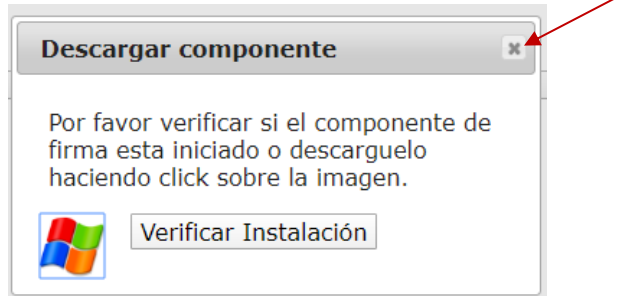 Descargar componente
Por favor verificar si el componente de
firma esta iniciado o descarguelo
haciendo click sobre la imagen.
Verificar Instalación